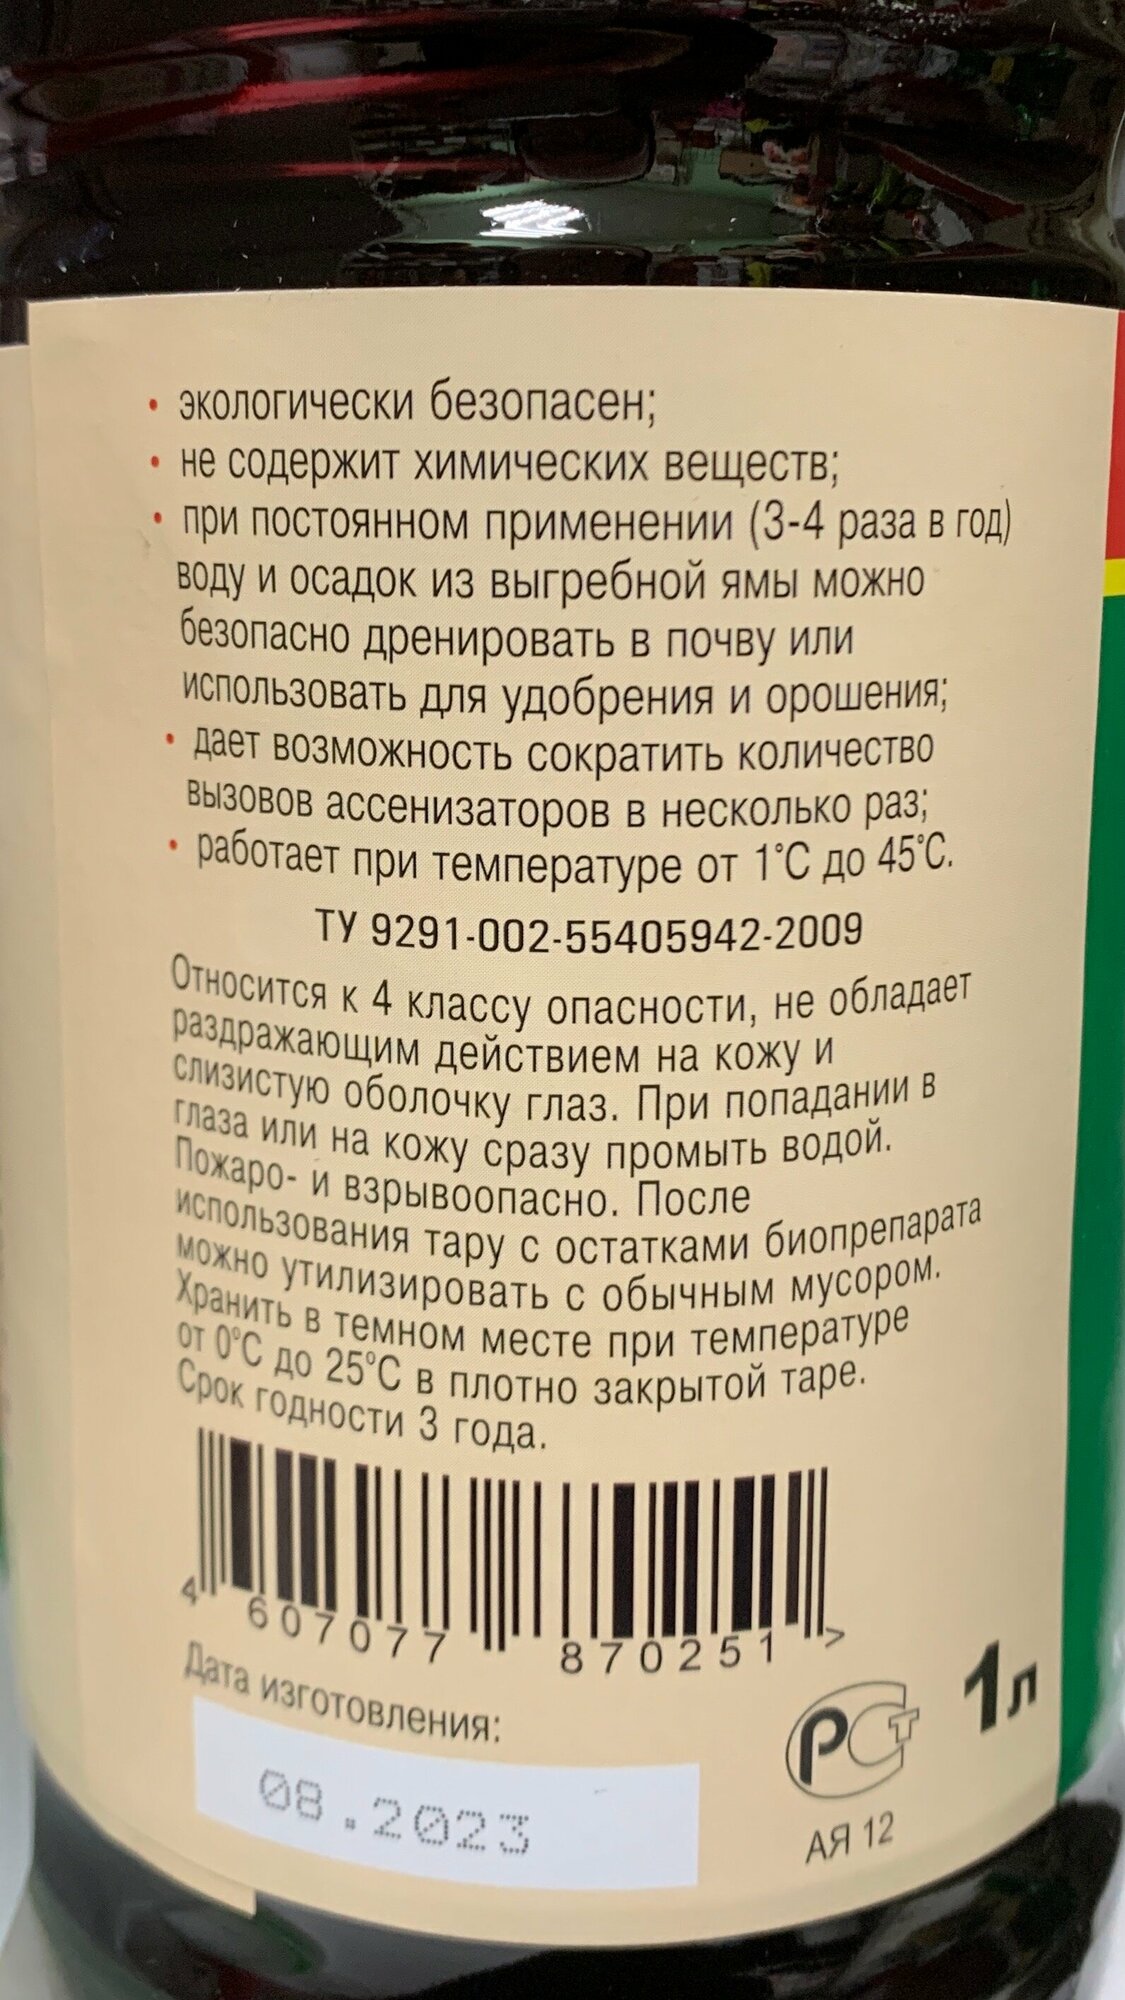 • экологически безопасен;
• не содержит химических веществ;
• при постоянном применении (3-4 раза в год)
воду и осадок из выгребной ямы можно
безопасно дренировать в почву или
использовать для удобрения и орошения;
• дает возможность сократить количество
вызовов ассенизаторов в несколько раз;
• работает при температуре от 1°С до 45°С.
ТУ 9291-002-55405942-2009
Относится к 4 классу опасности, не обладает
раздражающим действием на кожу и
слизистую оболочку глаз. При попадании в
глаза или на кожу сразу промыть водой.
Пожаро- и взрывоопасно. После
использования тару с остатками биопрепарата
можно утилизировать с обычным мусором.
Хранить в темном месте при температуре
от 0°С до 25°С в плотно закрытой таре.
Срок годности 3 года.
4 607077 870251 >
Дата изготовления:
08.2023
РСТ
АЯ 12
1л